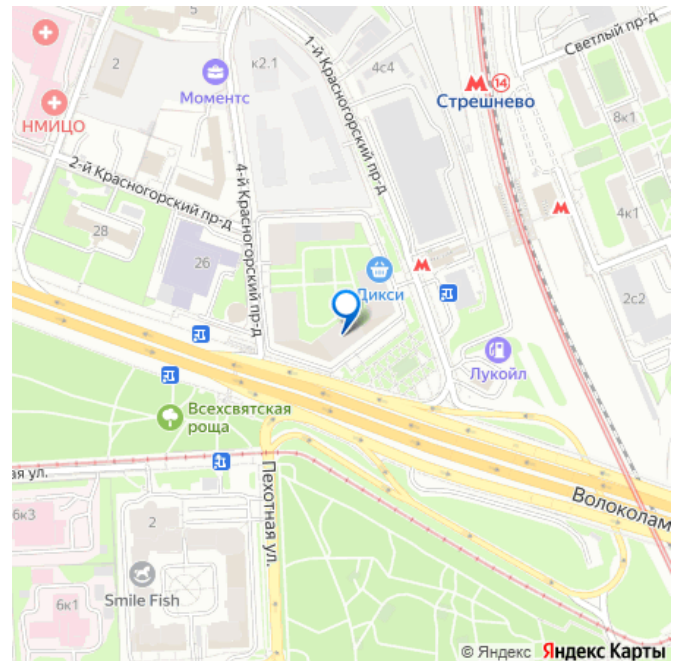 5
2
к2.1
4с4
Светлый пр-д
Моментс
14
Стрешнево
8к1
НМИЦО
1-й Красногорский пр-д
2-й Красногорский пр-д
4-й Красногорский пр-д
4к1
28
26
Дикси
2с2
Лукойл
Всехсвятская
роща
ая ул.
Пехотная ул.
Волоколам
6к3
2
Smile Fish
6к1
© Яндекс Яндекс Карты